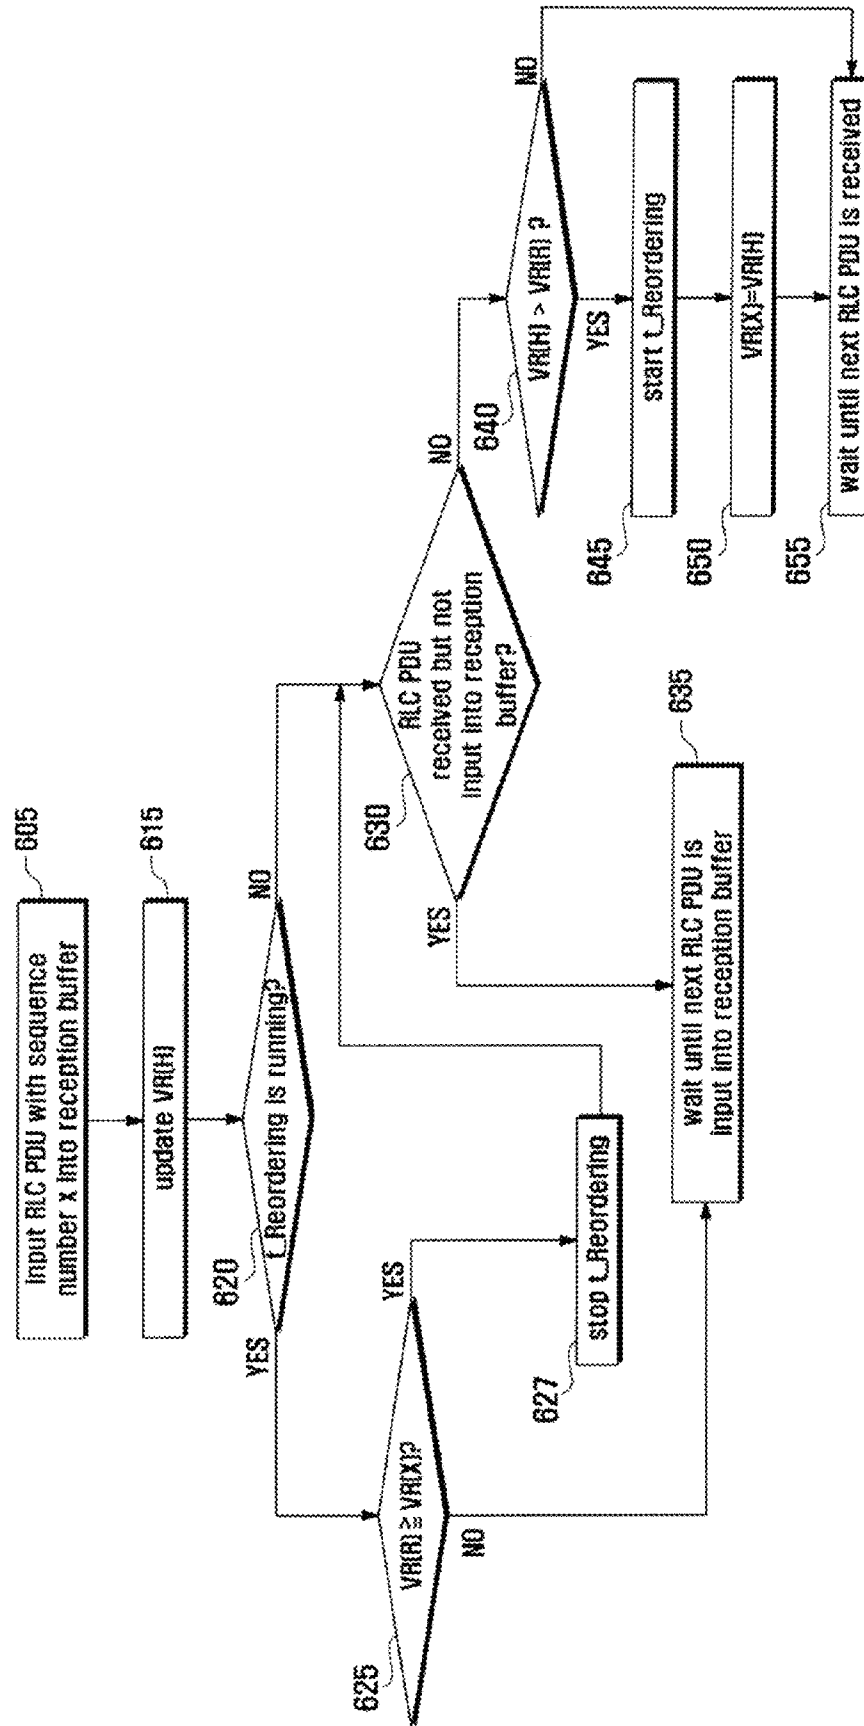 Input RLC PDU with sequence
number x into reception buffer
605
update VR(H)
615
t_Reordering is running?
620
YES
NO
VR(R)≧VR(X)?
625
YES
NO
stop t_Reordering
627
RLC PDU
received but not
input into reception
buffer?
630
YES
NO
wait until next RLC PDU is
input into reception buffer
635
VR(H) > VR(R) ?
640
NO
YES
start t_Reordering
645
VR(X)=VR(H)
650
wait until next RLC PDU is received
655